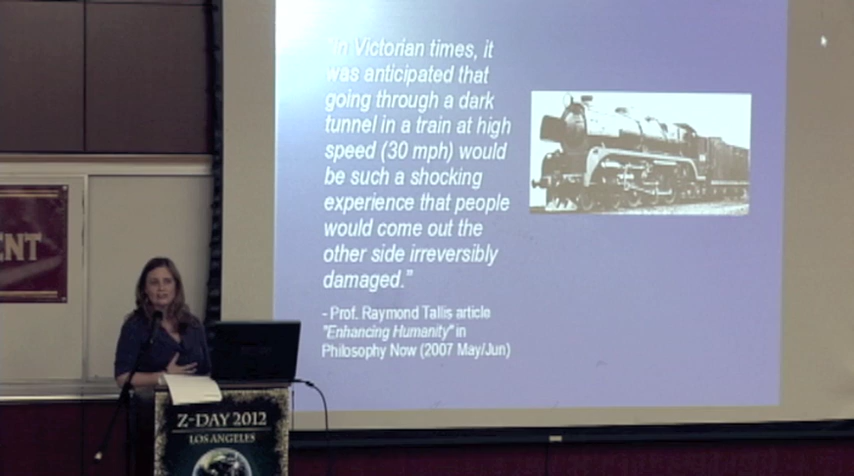 "In Victorian times, it
was anticipated that
going through a dark
tunnel in a train at high
speed (30 mph) would
be such a shocking
experience that people
would come out the
other side irreversibly
damaged."
- Prof. Raymond Tallis article
"Enhancing Humanity" in
Philosophy Now (2007 May/Jun)
ENT
Z-DAY 2012
LOS ANGELES